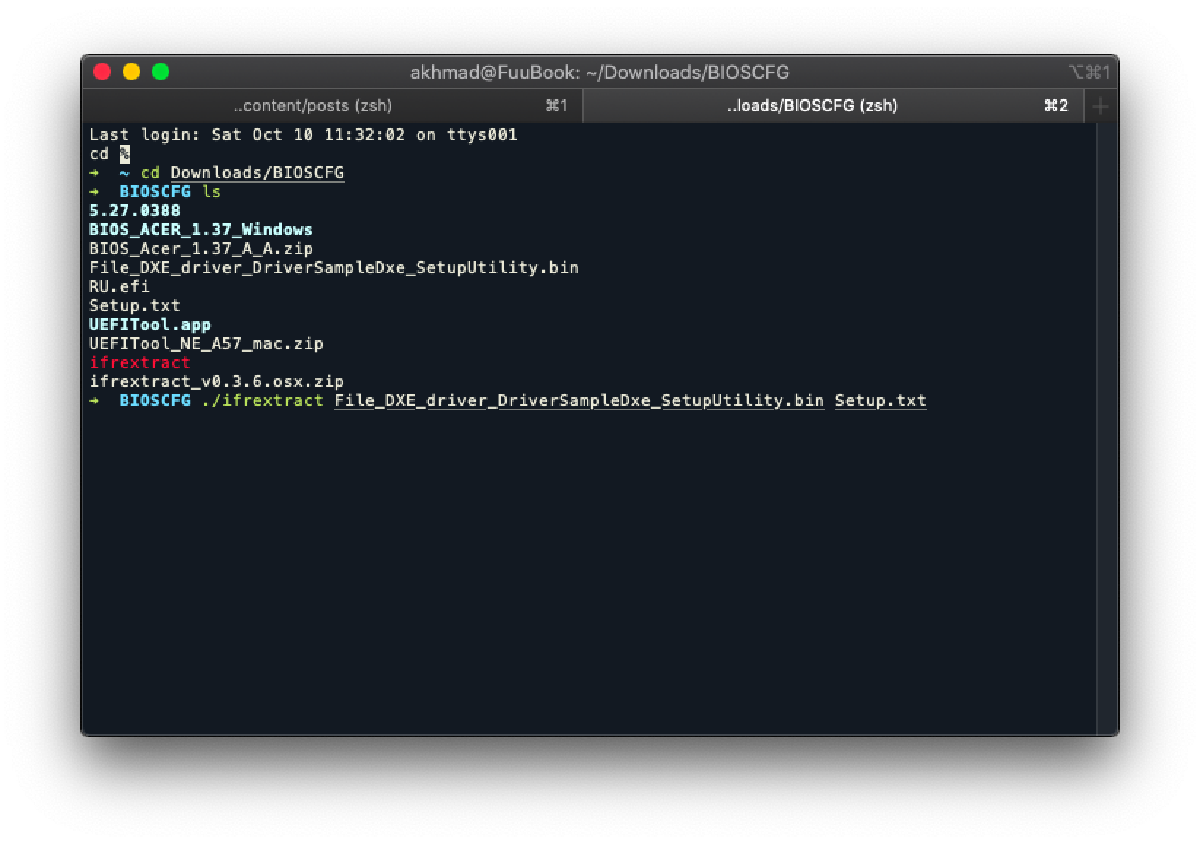 akhmad@FuuBook: ~/Downloads/BIOSCFG ⌥⌘1
..content/posts (zsh) ⌘1 ..loads/BIOSCFG (zsh) ⌘2 +
Last login: Sat Oct 10 11:32:02 on ttys001
cd %
→ ~ cd Downloads/BIOSCFG
→ BIOSCFG ls
5.27.0388
BIOS_ACER_1.37_Windows
BIOS_Acer_1.37_A_A.zip
File_DXE_driver_DriverSampleDxe_SetupUtility.bin
RU.efi
Setup.txt
UEFITool.app
UEFITool_NE_A57_mac.zip
ifrextract
ifrextract_v0.3.6.osx.zip
→ BIOSCFG ./ifrextract File_DXE_driver_DriverSampleDxe_SetupUtility.bin Setup.txt